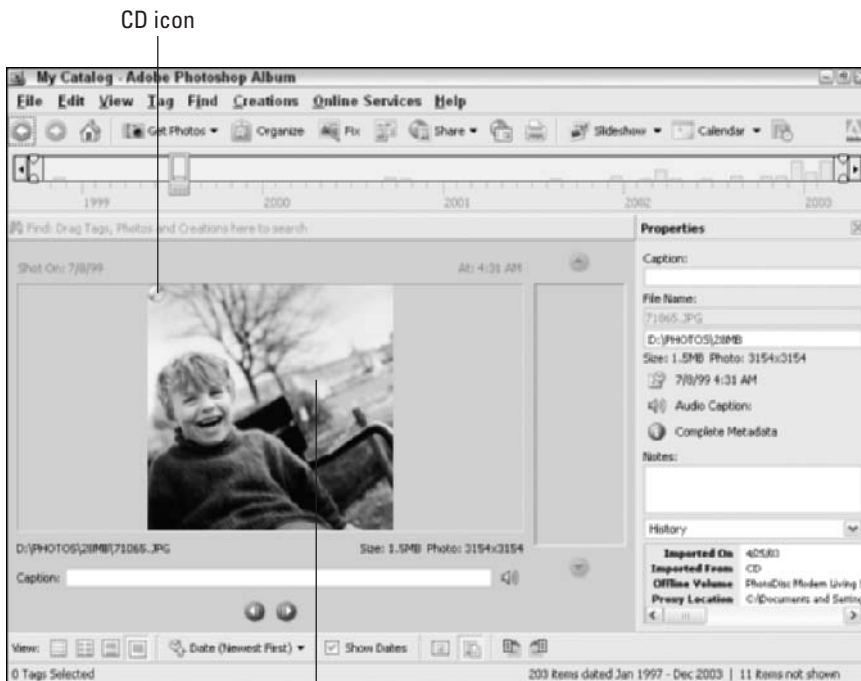 CD icon
My Catalog - Adobe Photoshop Album
File Edit View Tag Find Creations Online Services Help
Get Photos Organize Fix Share Slideshow Calendar
1999 2000 2001 2002 2003
Find: Drag Tags, Photos and Creations here to search
Properties
Shot On: 7/8/99 At: 4:31 AM
Caption:
File Name:
71065.JPG
D:\PHOTOS\28MB
Size: 1.5MB Photo: 3154x3154
7/8/99 4:31 AM
Audio Caption:
Complete Metadata
Notes:
History
Imported On 4/25/03
Imported From CD
Offline Volume PhotoDisc Modern Living
Proxy Location C:\Documents and Setting
D:\PHOTOS\28MB\71065.JPG Size: 1.5MB Photo: 3154x3154
Caption:
View: Date (Newest First) Show Dates
0 Tags Selected 203 items dated Jan 1997 - Dec 2003 | 11 items not shown